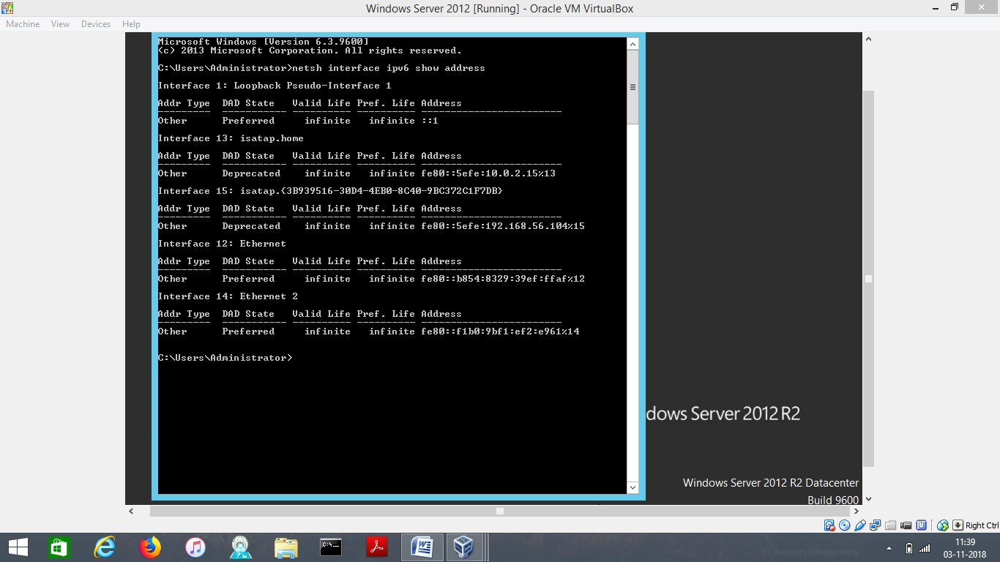 Windows Server 2012 [Running] - Oracle VM VirtualBox
Machine View Devices Help
Microsoft Windows [Version 6.3.9600]
(c) 2013 Microsoft Corporation. All rights reserved.
C:\Users\Administrator>netsh interface ipv6 show address
Interface 1: Loopback Pseudo-Interface 1
Addr Type DAD State Valid Life Pref. Life Address
--------- ----------- ---------- ---------- ------------------------
Other Preferred infinite infinite ::1
Interface 13: isatap.home
Addr Type DAD State Valid Life Pref. Life Address
--------- ----------- ---------- ---------- ------------------------
Other Deprecated infinite infinite fe80::5efe:10.0.2.15%13
Interface 15: isatap.{3B939516-30D4-4EB0-8C40-9BC372C1F7DB}
Addr Type DAD State Valid Life Pref. Life Address
--------- ----------- ---------- ---------- ------------------------
Other Deprecated infinite infinite fe80::5efe:192.168.56.104%15
Interface 12: Ethernet
Addr Type DAD State Valid Life Pref. Life Address
--------- ----------- ---------- ---------- ------------------------
Other Preferred infinite infinite fe80::b854:8329:39ef:ffaf%12
Interface 14: Ethernet 2
Addr Type DAD State Valid Life Pref. Life Address
--------- ----------- ---------- ---------- ------------------------
Other Preferred infinite infinite fe80::f1b0:9bf1:ef2:e961%14
C:\Users\Administrator>
dows Server 2012 R2
Windows Server 2012 R2 Datacenter
Build 9600
Right Ctrl
11:39
03-11-2018